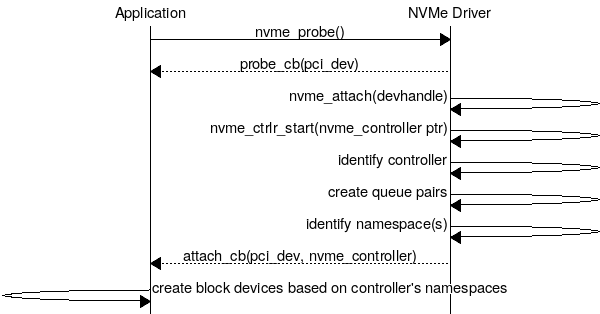 Application
NVMe Driver
nvme_probe()
probe_cb(pci_dev)
nvme_attach(devhandle)
nvme_ctrlr_start(nvme_controller ptr)
identify controller
create queue pairs
identify namespace(s)
attach_cb(pci_dev, nvme_controller)
create block devices based on controller's namespaces